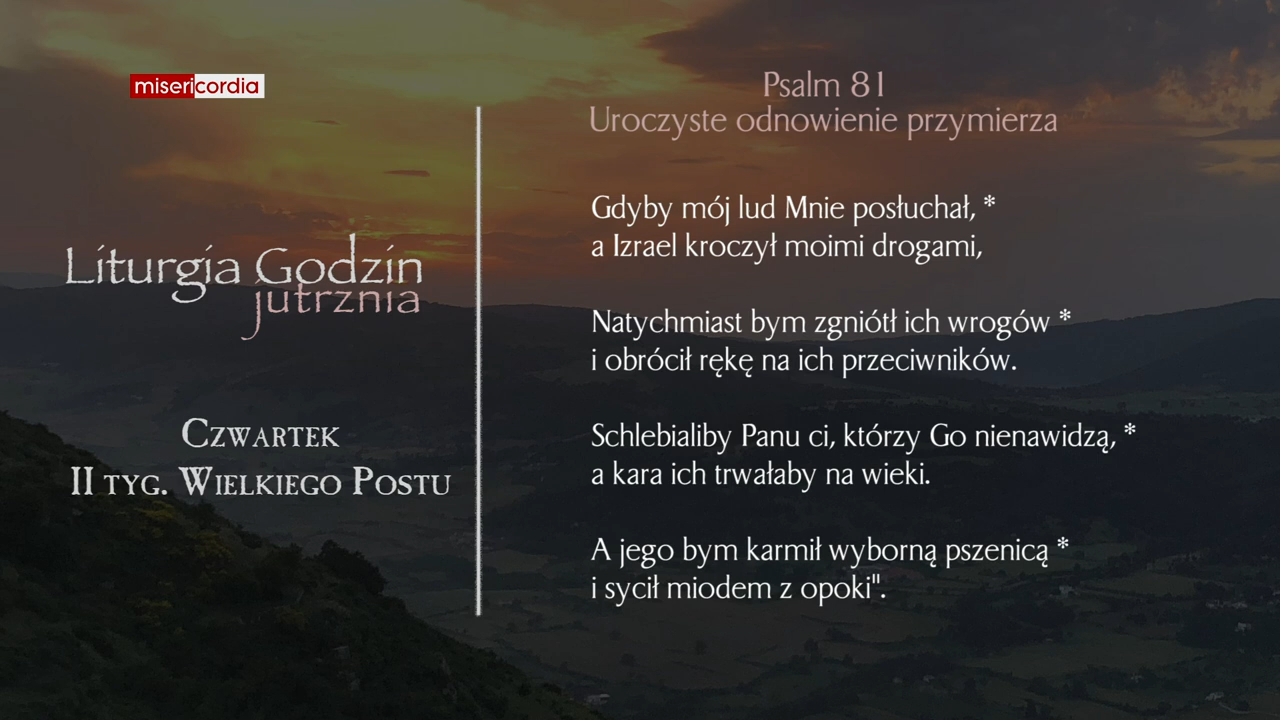 misericordia
Liturgia Godzin
jutrznia
Czwartek
II tyg. Wielkiego Postu
Psalm 81
Uroczyste odnowienie przymierza
Gdyby mój lud Mnie posłuchał, *
a Izrael kroczył moimi drogami,
Natychmiast bym zgniótł ich wrogów *
i obrócił rękę na ich przeciwników.
Schlebialiby Panu ci, którzy Go nienawidzą, *
a kara ich trwałaby na wieki.
A jego bym karmił wyborną pszenicą *
i sycił miodem z opoki".